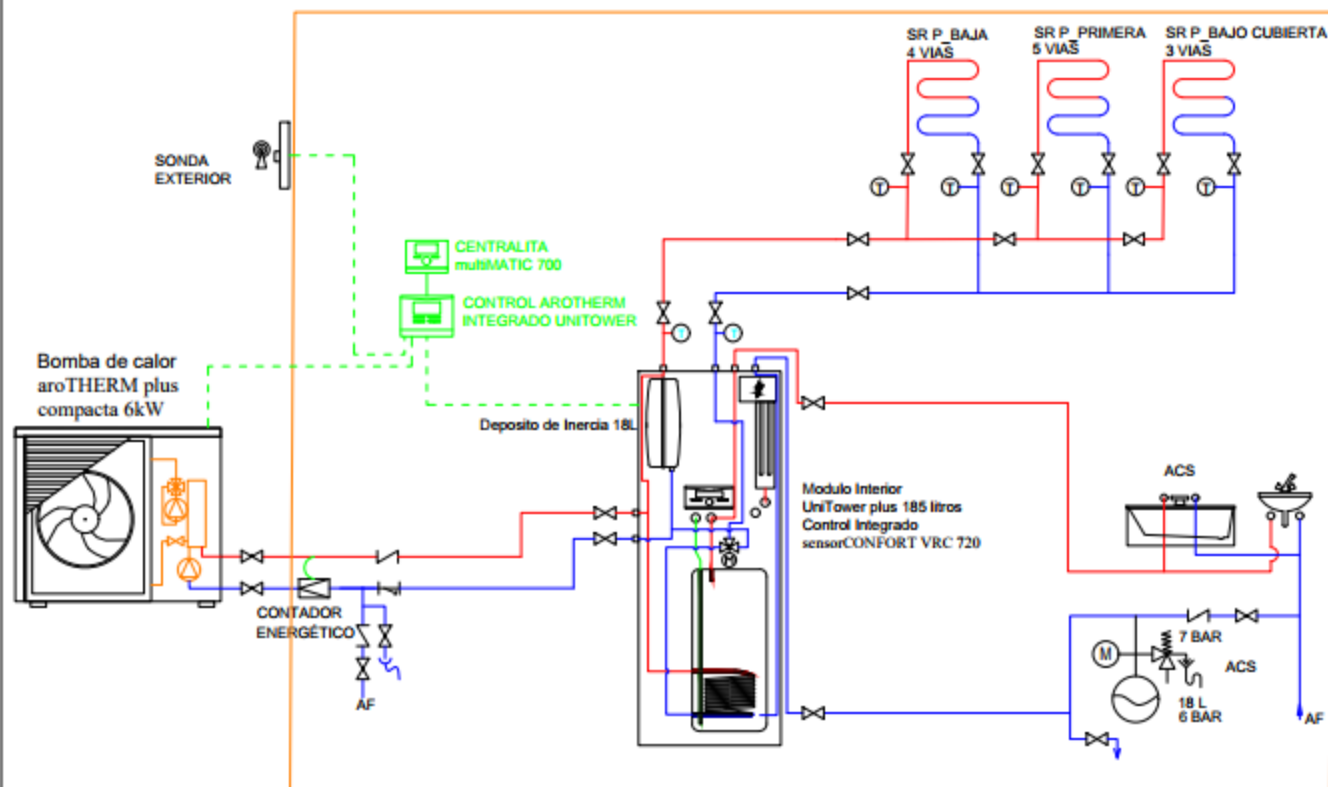 SR P_BAJA
4 VIAS
SR P_PRIMERA
5 VIAS
SR P_BAJO CUBIERTA
3 VIAS
SONDA
EXTERIOR
T
T
T
T
T
T
CENTRALITA
multiMATIC 700
CONTROL AROTHERM
INTEGRADO UNITOWER
T
T
Bomba de calor
aroTHERM plus
compacta 6kW
Deposito de Inercia 18L
ACS
Modulo Interior
UniTower plus 185 litros
Control Integrado
sensorCONFORT VRC 720
M
CONTADOR
ENERGÉTICO
AF
7 BAR
M
ACS
18 L
6 BAR
AF